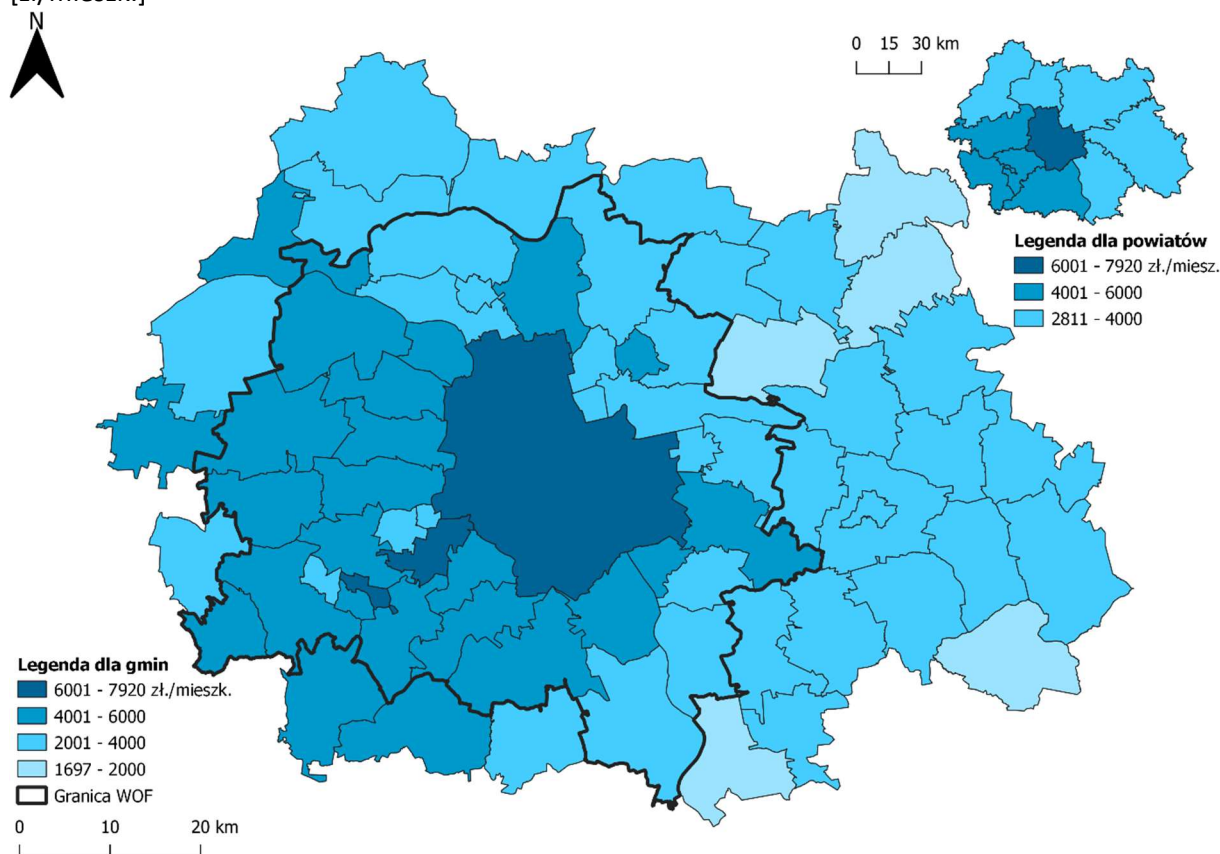 N
0 15 30 km
Legenda dla powiatów
6001 - 7920 zł./miesz.
4001 - 6000
2811 - 4000
Legenda dla gmin
6001 - 7920 zł./mieszk.
4001 - 6000
2001 - 4000
1697 - 2000
Granica WOF
0 10 20 km